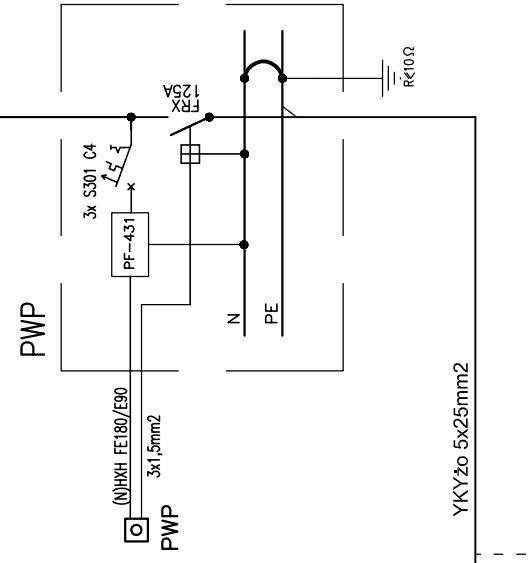 PWP
3x S301 C4
FRX
125A
PF-431
N
PE
R≤10Ω
(N)HXH FE180/E90
3x1,5mm2
PWP
YKYżo 5x25mm2